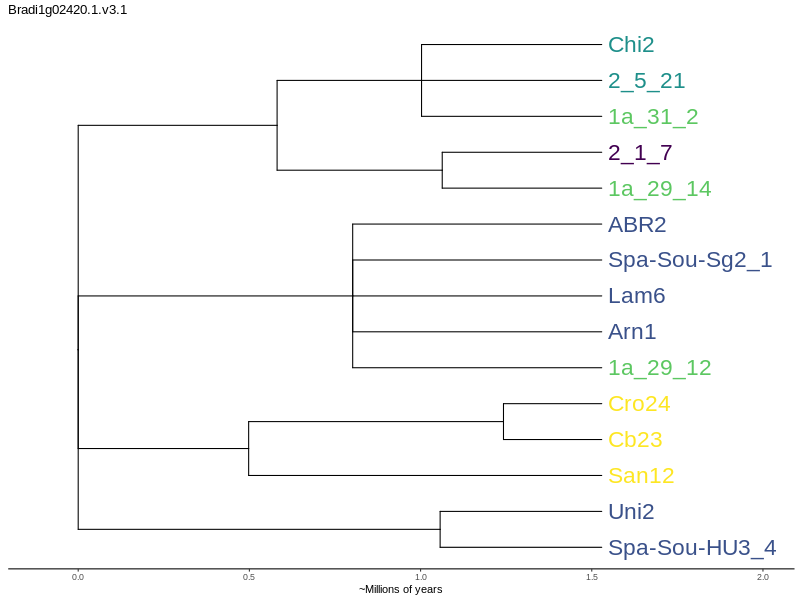 Bradi1g02420.1.v3.1
Chi2
2_5_21
1a_31_2
2_1_7
1a_29_14
ABR2
Spa-Sou-Sg2_1
Lam6
Arn1
1a_29_12
Cro24
Cb23
San12
Uni2
Spa-Sou-HU3_4
0.0 0.5 1.0 1.5 2.0
~Millions of years